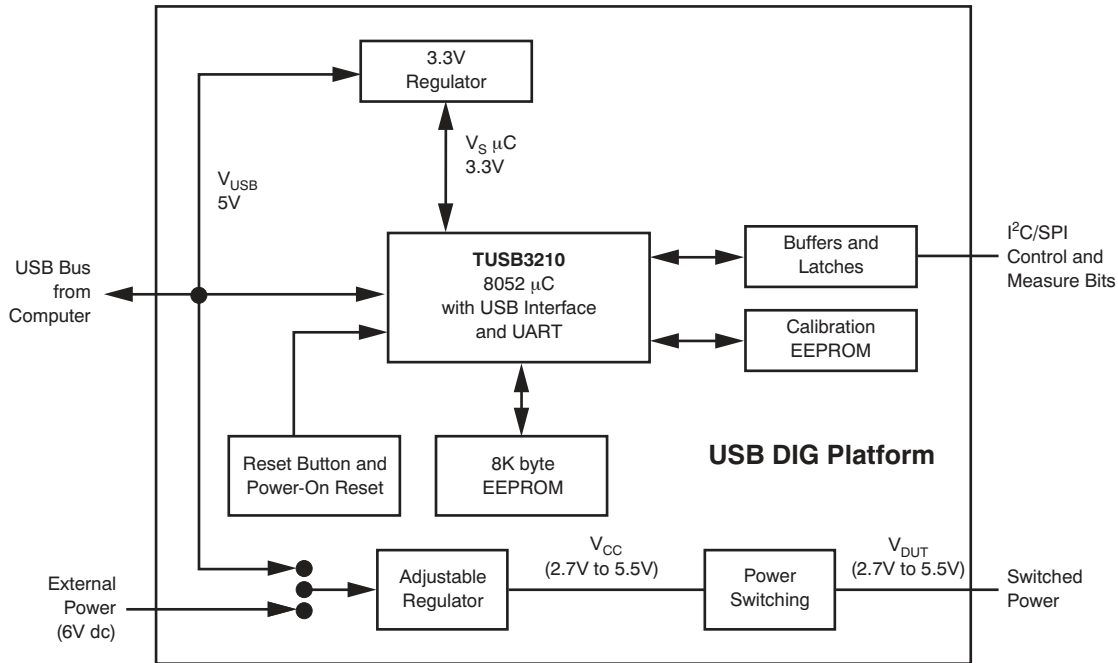 3.3V
Regulator
V_S μC
3.3V
V_USB
5V
USB Bus
from
Computer
TUSB3210
8052 μC
with USB Interface
and UART
Buffers and
Latches
I²C/SPI
Control and
Measure Bits
Calibration
EEPROM
Reset Button and
Power-On Reset
8K byte
EEPROM
USB DIG Platform
External
Power
(6V dc)
Adjustable
Regulator
V_CC
(2.7V to 5.5V)
Power
Switching
V_DUT
(2.7V to 5.5V)
Switched
Power